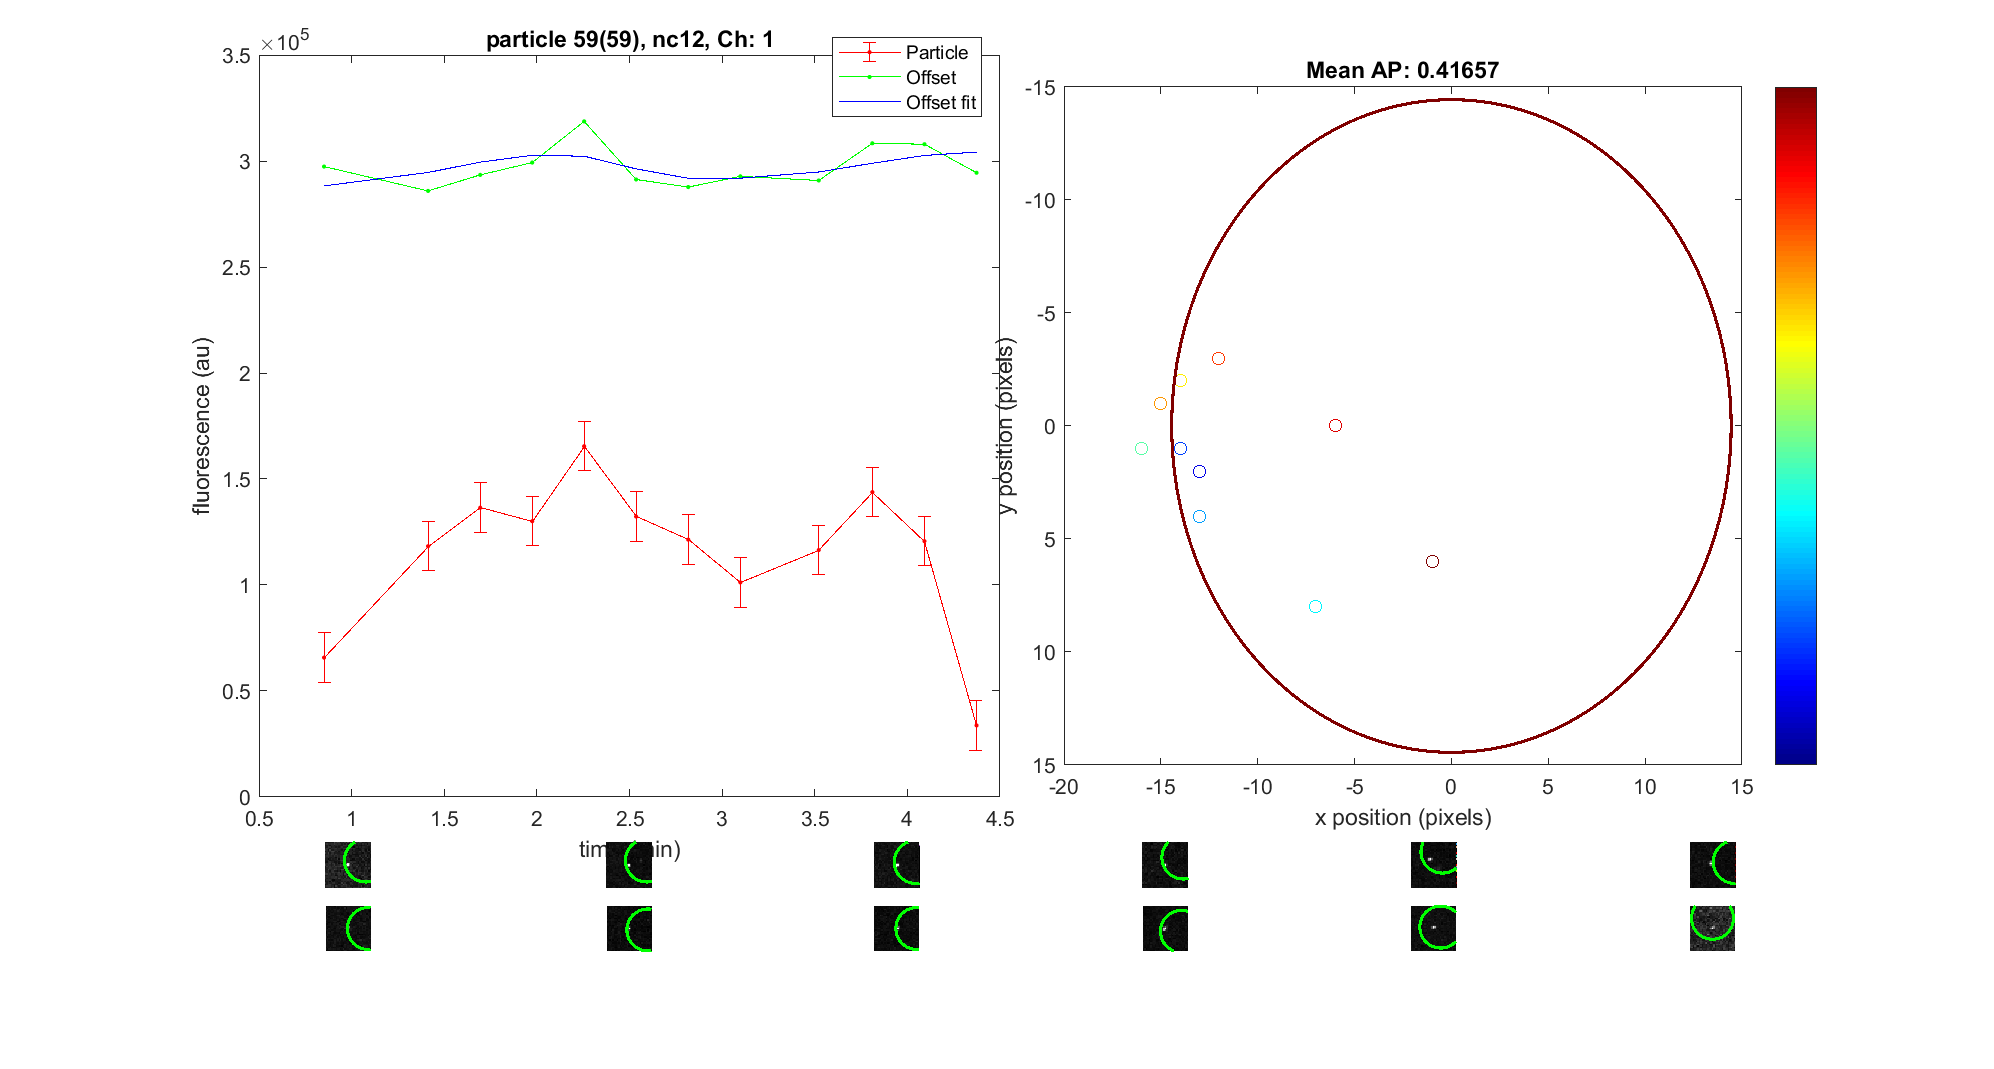 particle 59(59), nc12, Ch: 1
×10^5
Particle
Offset
Offset fit
3.5
3
2.5
2
1.5
1
0.5
0
fluorescence (au)
0.5 1 1.5 2 2.5 3 3.5 4 4.5
Mean AP: 0.41657
-15
-10
-5
0
5
10
15
y position (pixels)
-20 -15 -10 -5 0 5 10 15
x position (pixels)